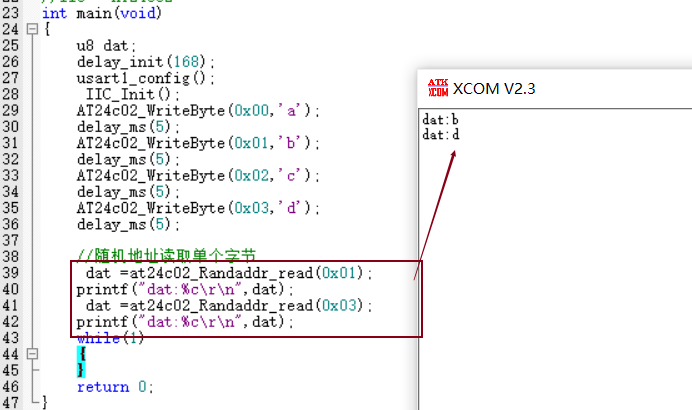 22
23 int main(void)
24 {
25 u8 dat;
26 delay_init(168);
27 usart1_config();
28 IIC_Init();
29 AT24c02_WriteByte(0x00,'a');
30 delay_ms(5);
31 AT24c02_WriteByte(0x01,'b');
32 delay_ms(5);
33 AT24c02_WriteByte(0x02,'c');
34 delay_ms(5);
35 AT24c02_WriteByte(0x03,'d');
36 delay_ms(5);
37
38 //随机地址读取单个字节
39 dat =at24c02_Randaddr_read(0x01);
40 printf("dat:%c\r\n",dat);
41 dat =at24c02_Randaddr_read(0x03);
42 printf("dat:%c\r\n",dat);
43 while(1)
44 {
45 }
46 return 0;
47 }
ATK
XCOM
XCOM V2.3
dat:b
dat:d